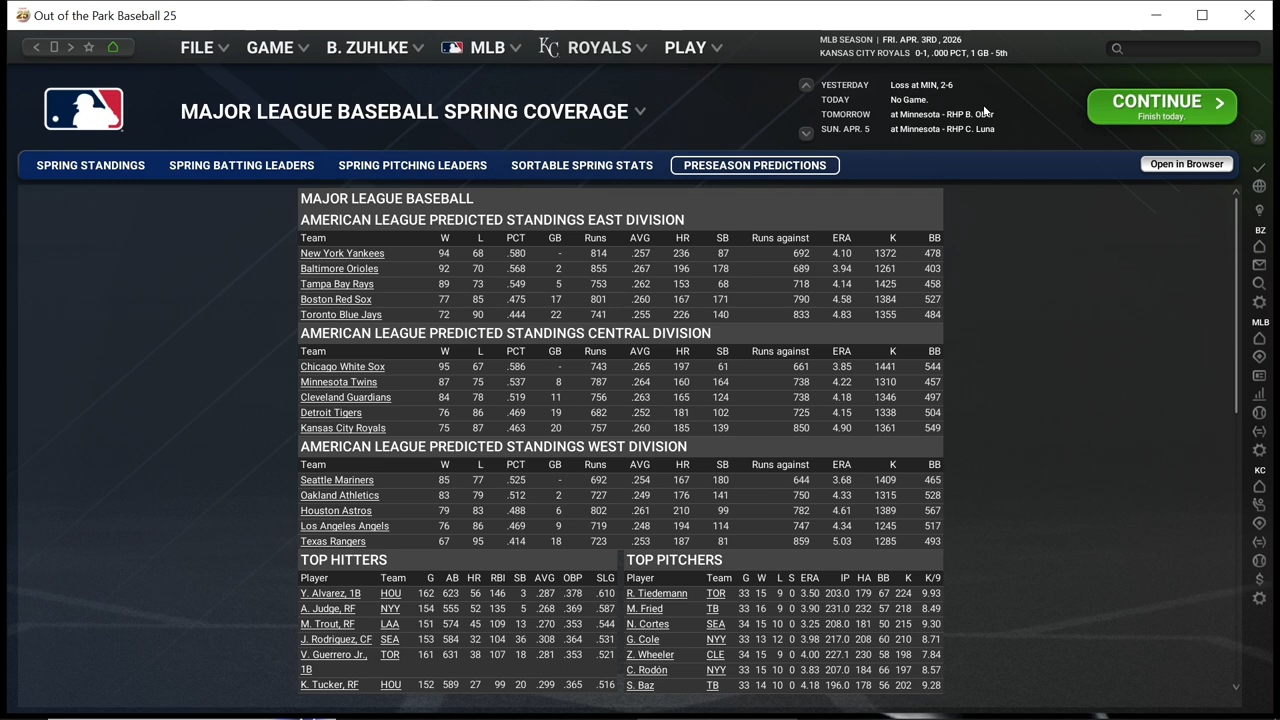 Out of the Park Baseball 25
FILE GAME B. ZUHLKE MLB ROYALS PLAY
MLB SEASON | FRI. APR. 3RD, 2026
KANSAS CITY ROYALS 0-1, .000 PCT, 1 GB - 5th
MAJOR LEAGUE BASEBALL SPRING COVERAGE
YESTERDAY Loss at MIN, 2-6
TODAY No Game.
TOMORROW at Minnesota - RHP B.
SUN. APR. 5 at Minnesota - RHP C. Luna
CONTINUE
Finish today.
SPRING STANDINGS SPRING BATTING LEADERS SPRING PITCHING LEADERS SORTABLE SPRING STATS PRESEASON PREDICTIONS Open in Browser
MAJOR LEAGUE BASEBALL
AMERICAN LEAGUE PREDICTED STANDINGS EAST DIVISION
Team W L PCT GB Runs AVG HR SB Runs against ERA K BB
New York Yankees 94 68 .580 - 814 .257 236 87 692 4.10 1372 478
Baltimore Orioles 92 70 .568 2 855 .267 196 178 689 3.94 1261 403
Tampa Bay Rays 89 73 .549 5 753 .262 153 68 718 4.14 1425 458
Boston Red Sox 77 85 .475 17 801 .260 167 171 790 4.58 1384 527
Toronto Blue Jays 72 90 .444 22 741 .255 226 140 833 4.83 1355 484
AMERICAN LEAGUE PREDICTED STANDINGS CENTRAL DIVISION
Team W L PCT GB Runs AVG HR SB Runs against ERA K BB
Chicago White Sox 95 67 .586 - 743 .265 197 61 661 3.85 1441 544
Minnesota Twins 87 75 .537 8 787 .264 160 164 738 4.22 1310 457
Cleveland Guardians 84 78 .519 11 756 .263 165 124 738 4.18 1346 497
Detroit Tigers 76 86 .469 19 682 .252 181 102 725 4.15 1338 504
Kansas City Royals 75 87 .463 20 757 .260 185 139 850 4.90 1361 549
AMERICAN LEAGUE PREDICTED STANDINGS WEST DIVISION
Team W L PCT GB Runs AVG HR SB Runs against ERA K BB
Seattle Mariners 85 77 .525 - 692 .254 167 180 644 3.68 1409 465
Oakland Athletics 83 79 .512 2 727 .249 176 141 750 4.33 1315 528
Houston Astros 79 83 .488 6 802 .261 210 99 782 4.61 1389 567
Los Angeles Angels 76 86 .469 9 719 .248 194 114 747 4.34 1245 517
Texas Rangers 67 95 .414 18 723 .253 187 81 859 5.03 1285 493
TOP HITTERS
Player Team G AB HR RBI SB AVG OBP SLG
Y. Alvarez, 1B HOU 162 623 56 146 3 .287 .378 .610
A. Judge, RF NYY 154 555 52 135 5 .268 .369 .587
M. Trout, RF LAA 151 574 45 109 13 .270 .353 .544
J. Rodriguez, CF SEA 153 584 32 104 36 .308 .364 .531
V. Guerrero Jr., TOR 161 631 38 107 18 .281 .353 .521
1B
K. Tucker, RF HOU 152 589 27 99 20 .299 .365 .516
TOP PITCHERS
Player Team G W L S ERA IP HA BB K K/9
R. Tiedemann TOR 33 15 9 0 3.50 203.0 179 67 224 9.93
M. Fried TB 33 16 9 0 3.90 231.0 232 57 218 8.49
N. Cortes SEA 34 15 10 0 3.25 208.0 181 50 215 9.30
G. Cole NYY 33 13 12 0 3.98 217.0 208 60 210 8.71
Z. Wheeler CLE 34 15 9 0 4.00 227.1 230 58 198 7.84
C. Rodón NYY 33 15 10 0 3.83 207.0 184 66 197 8.57
S. Baz TB 33 14 10 0 4.18 196.0 178 56 202 9.28
BZ
MLB
KC